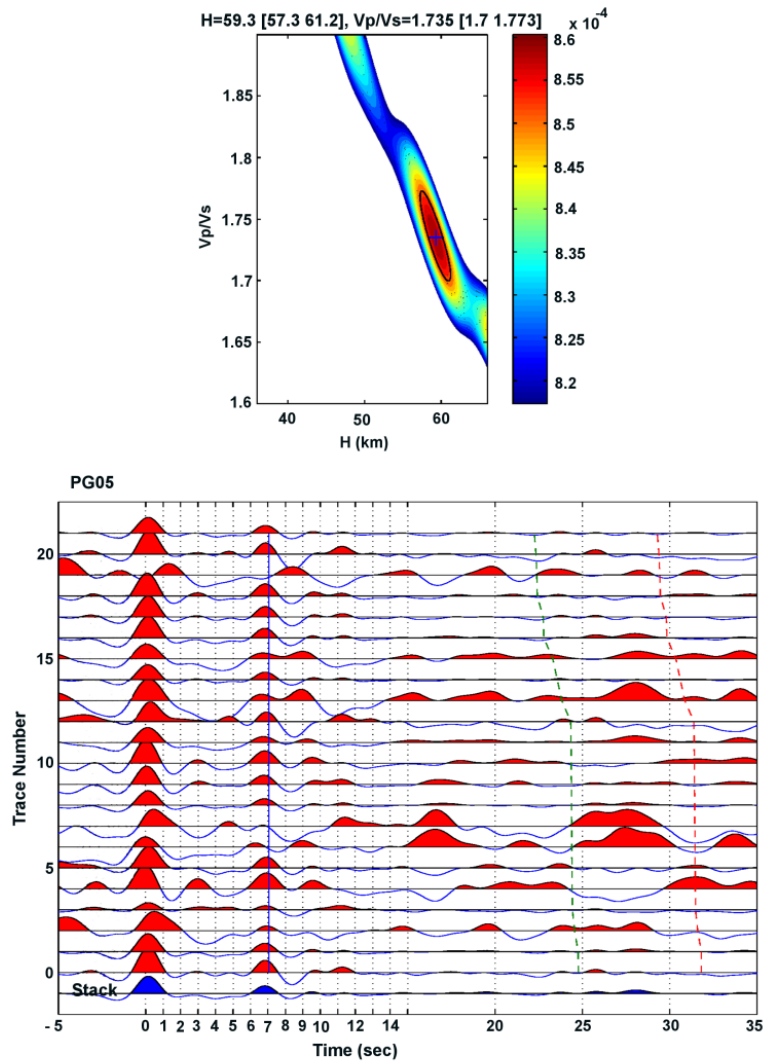 H=59.3 [57.3 61.2], Vp/Vs=1.735 [1.7 1.773]
x 10-4
8.6
8.55
8.5
8.45
8.4
8.35
8.3
8.25
8.2
1.85
1.8
1.75
1.7
1.65
1.6
Vp/Vs
40 50 60
H (km)
PG05
20
15
10
5
0
Trace Number
Stack
- 5 0 1 2 3 4 5 6 7 8 9 10 12 14 20 25 30 35
Time (sec)